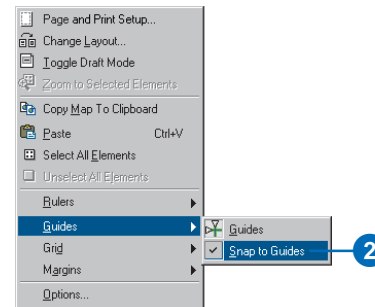 Page and Print Setup...
Change Layout...
Toggle Draft Mode
Zoom to Selected Elements
Copy Map To Clipboard
Paste Ctrl+V
Select All Elements
Unselect All Elements
Rulers
Guides
Guides
Grid
Snap to Guides
2
Margins
Options...